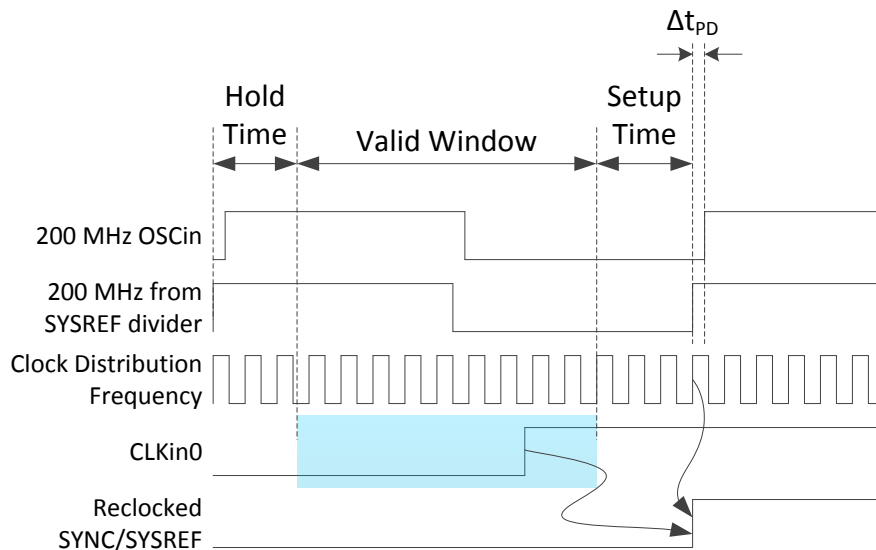 Δt_PD
Hold
Time
Valid Window
Setup
Time
200 MHz OSCin
200 MHz from
SYSREF divider
Clock Distribution
Frequency
CLKin0
Reclocked
SYNC/SYSREF